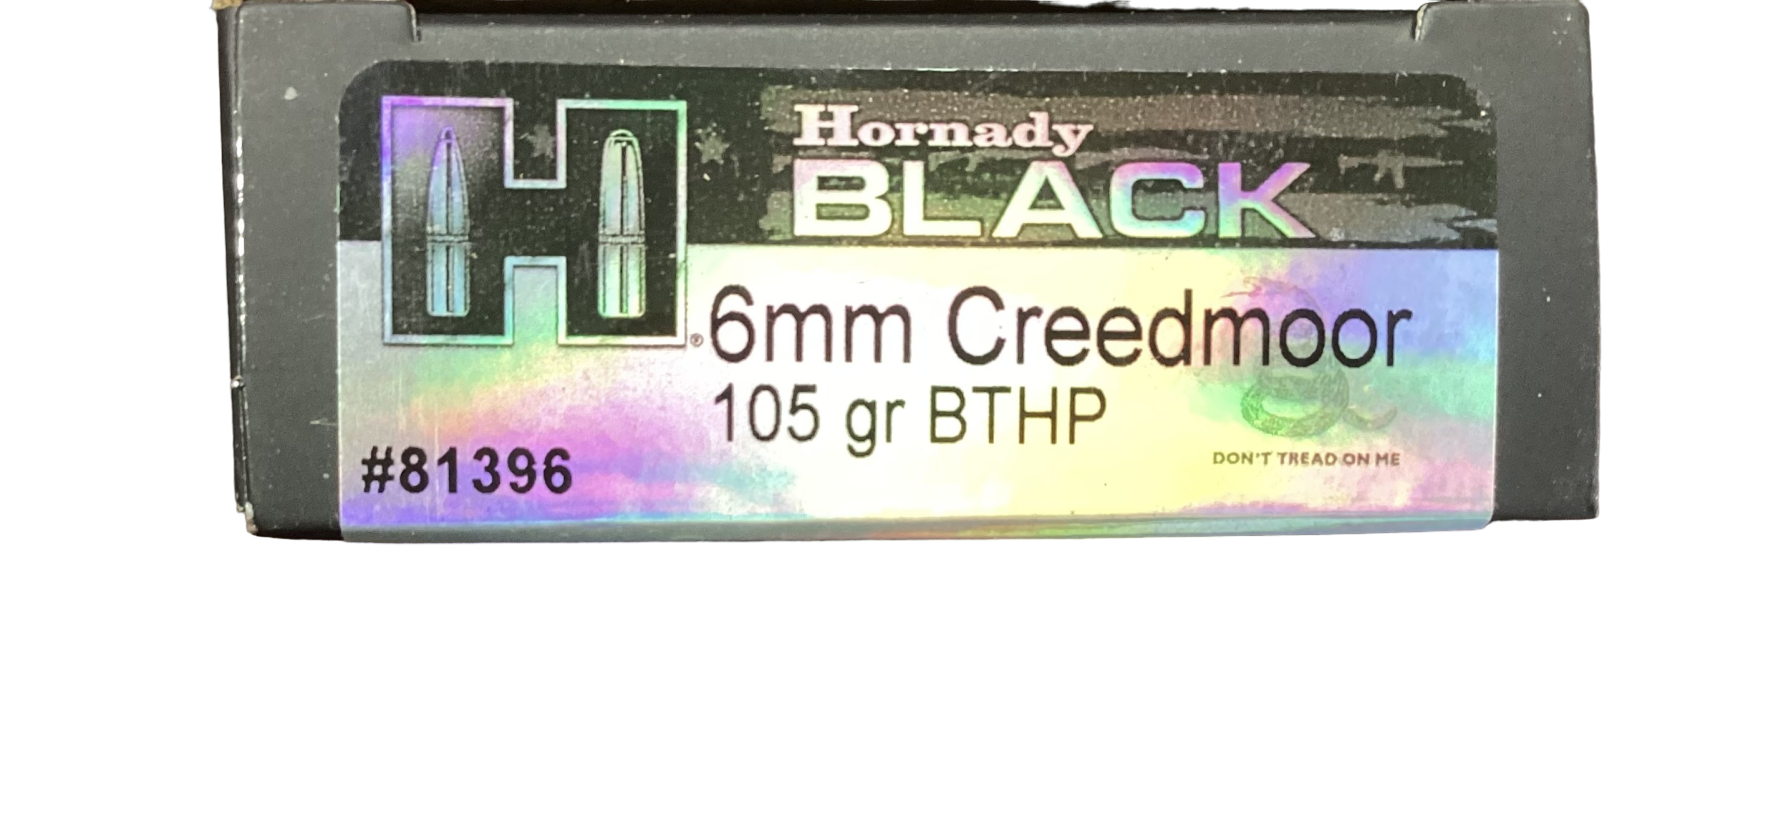 Hornady
BLACK
®
6mm Creedmoor
105 gr BTHP
#81396
DON'T TREAD ON ME